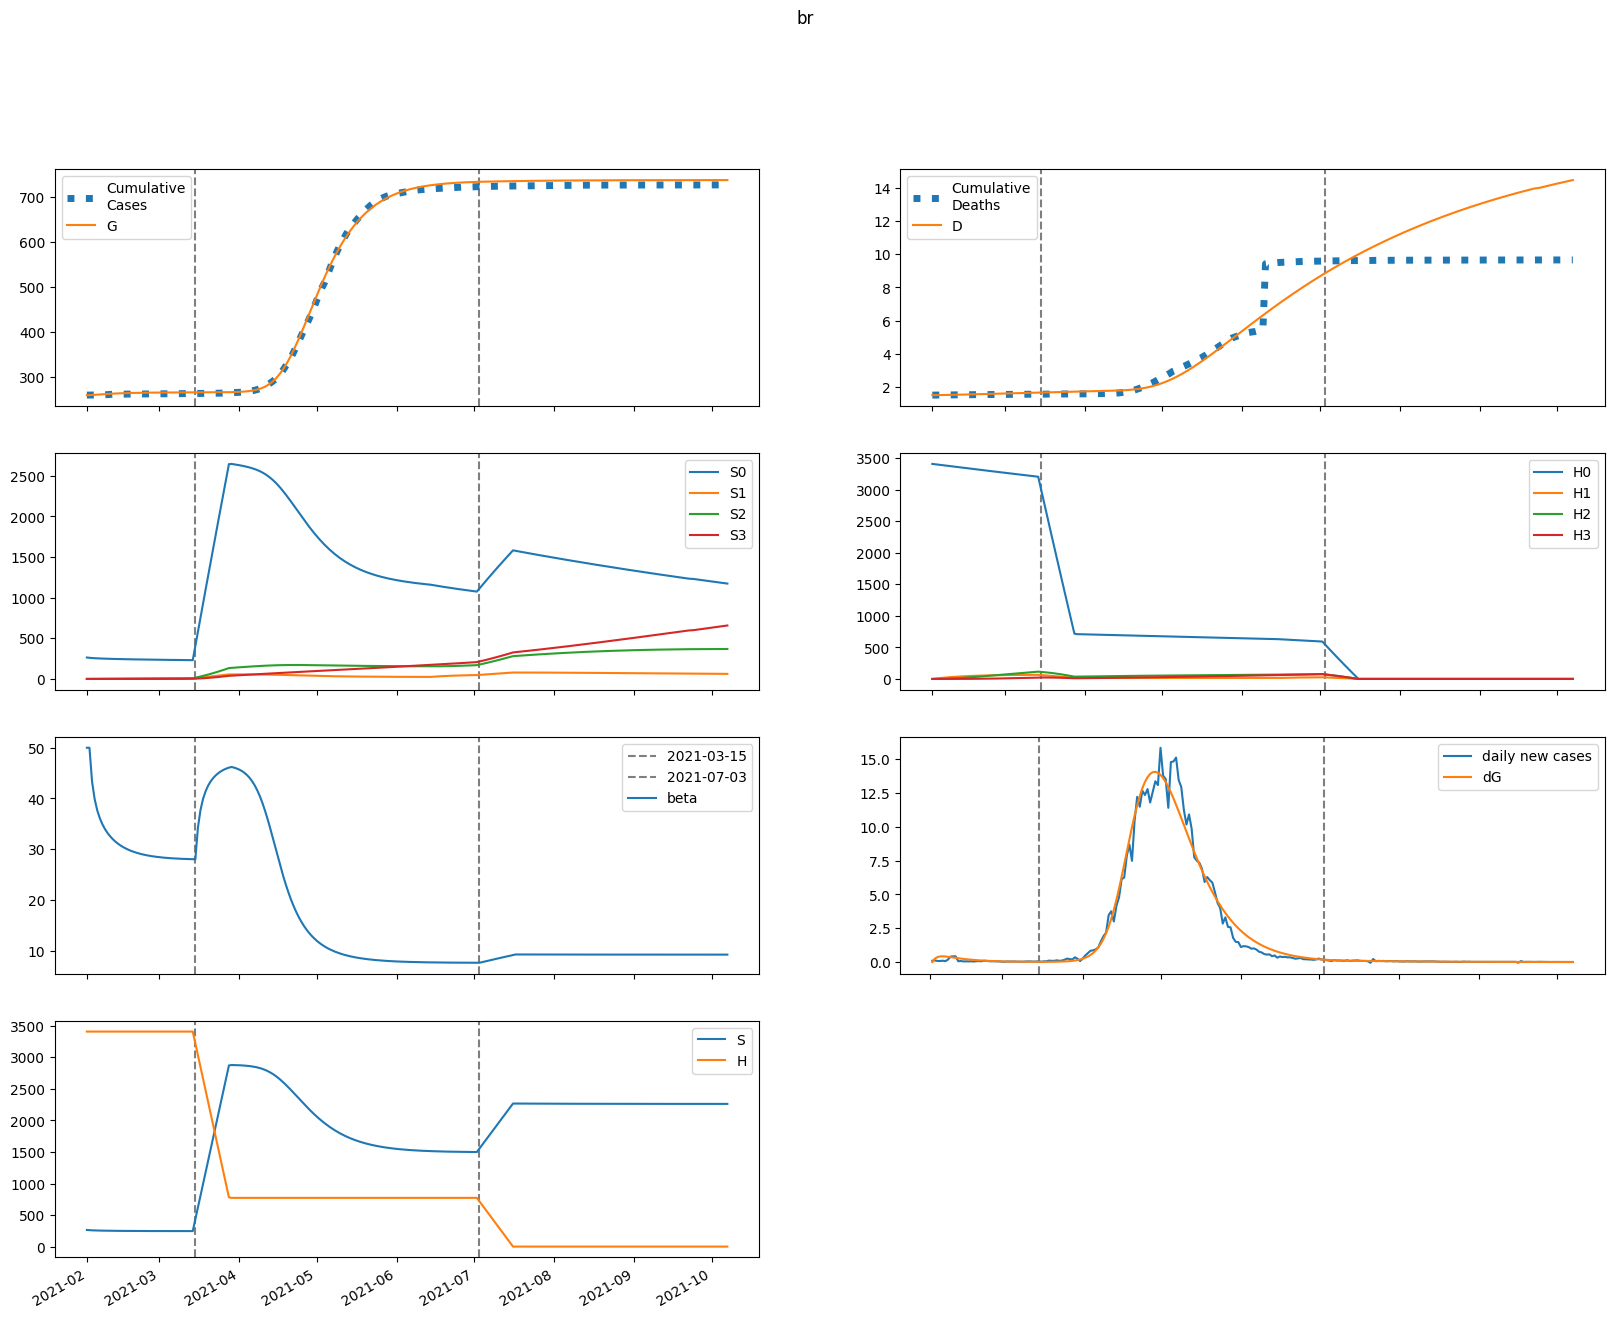 br
Cumulative
Cases
G
700
600
500
400
300
Cumulative
Deaths
D
14
12
10
8
6
4
2
S0
S1
S2
S3
2500
2000
1500
1000
500
0
H0
H1
H2
H3
3500
3000
2500
2000
1500
1000
500
0
2021-03-15
2021-07-03
beta
50
40
30
20
10
daily new cases
dG
15.0
12.5
10.0
7.5
5.0
2.5
0.0
S
H
3500
3000
2500
2000
1500
1000
500
0
2021-02
2021-03
2021-04
2021-05
2021-06
2021-07
2021-08
2021-09
2021-10